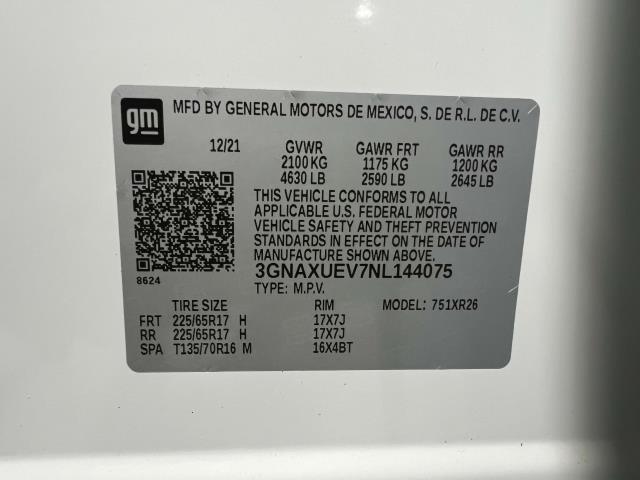 gm
MFD BY GENERAL MOTORS DE MEXICO, S. DE R.L. DE C.V.
12/21 GVWR GAWR FRT GAWR RR
2100 KG 1175 KG 1200 KG
4630 LB 2590 LB 2645 LB
THIS VEHICLE CONFORMS TO ALL
APPLICABLE U.S. FEDERAL MOTOR
VEHICLE SAFETY AND THEFT PREVENTION
STANDARDS IN EFFECT ON THE DATE OF
MANUFACTURE SHOWN ABOVE.
3GNAXUEV7NL144075
8624
TYPE: M.P.V.
TIRE SIZE RIM MODEL: 751XR26
FRT 225/65R17 H 17X7J
RR 225/65R17 H 17X7J
SPA T135/70R16 M 16X4BT